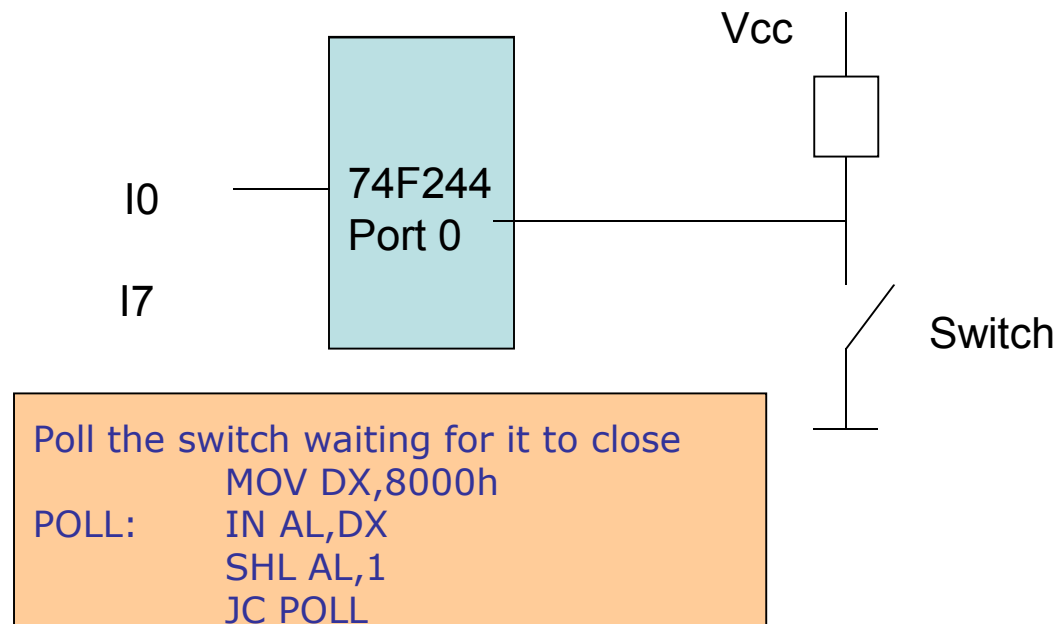 Vcc
I0
74F244
Port 0
I7
Switch
Poll the switch waiting for it to close
MOV DX,8000h
POLL: IN AL,DX
SHL AL,1
JC POLL